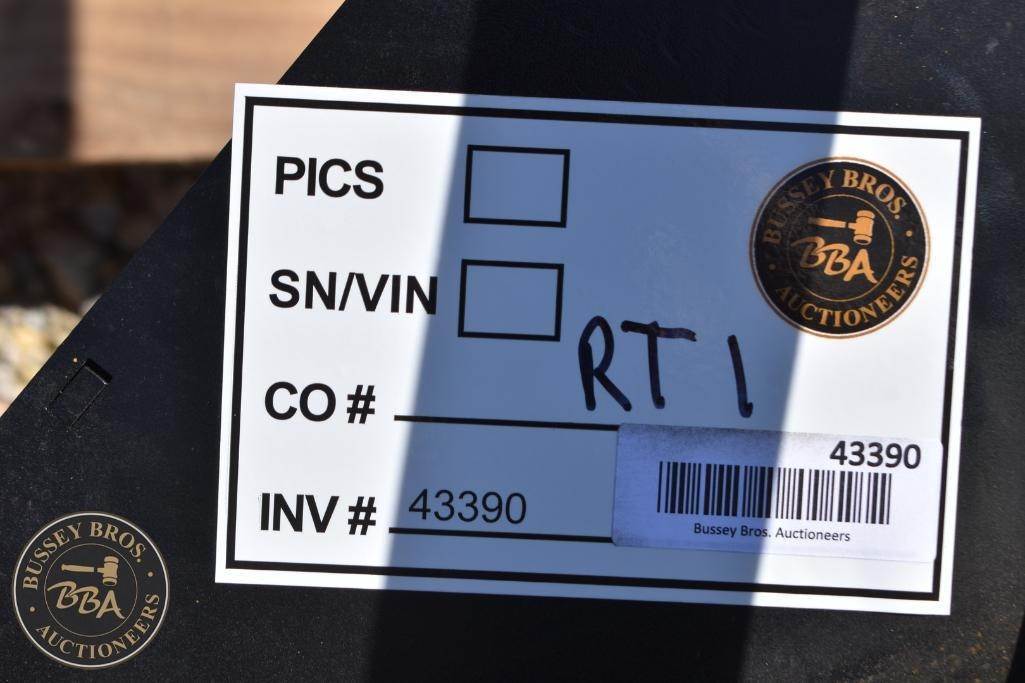 PICS
BUSSEY BROS.
BBA
AUCTIONEERS
SN/VIN
RT 1
CO #
43390
Bussey Bros. Auctioneers
INV # 43390
BUSSEY BROS.
BBA
AUCTIONEERS